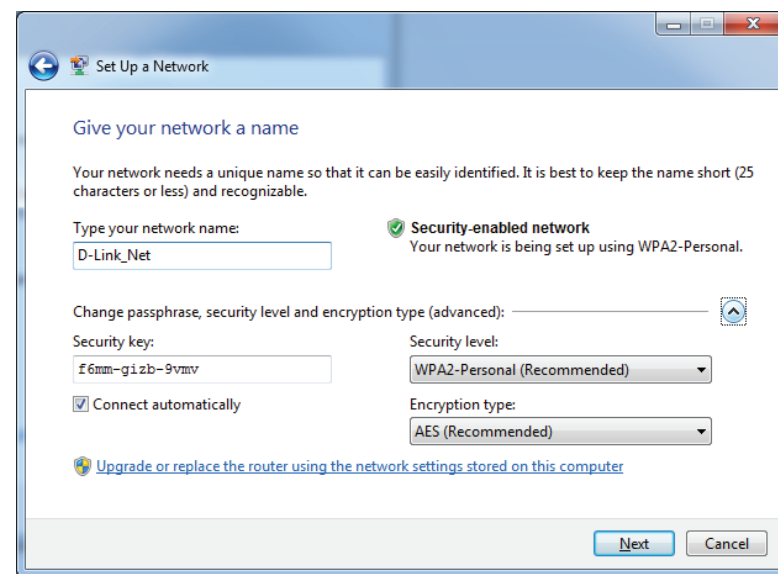 Set Up a Network
Give your network a name
Your network needs a unique name so that it can be easily identified. It is best to keep the name short (25
characters or less) and recognizable.
Type your network name:
D-Link_Net
Security-enabled network
Your network is being set up using WPA2-Personal.
Change passphrase, security level and encryption type (advanced):
Security key:
f6mm-gizb-9vmv
Security level:
WPA2-Personal (Recommended)
Connect automatically
Encryption type:
AES (Recommended)
Upgrade or replace the router using the network settings stored on this computer
Next
Cancel